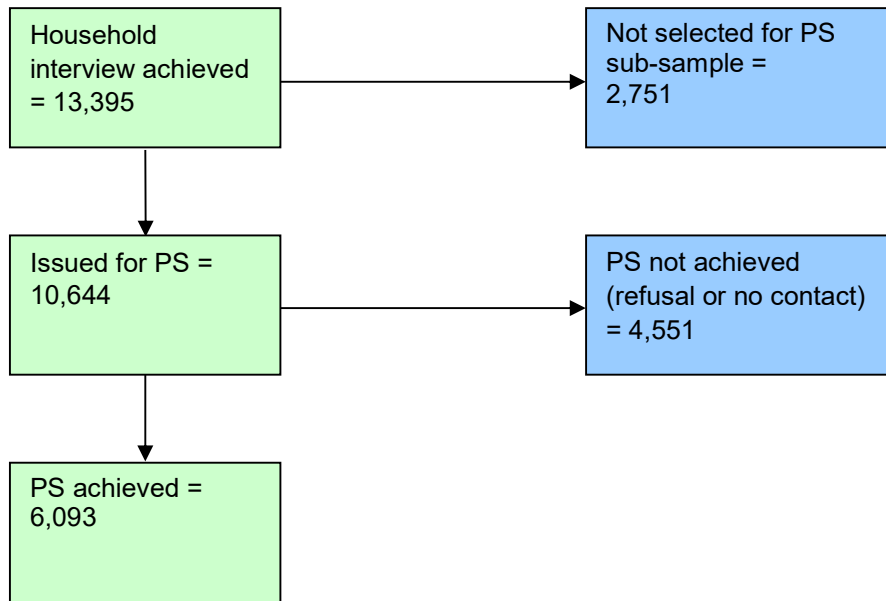 Household
interview achieved
= 13,395
Not selected for PS
sub-sample =
2,751
Issued for PS =
10,644
PS not achieved
(refusal or no contact)
= 4,551
PS achieved =
6,093